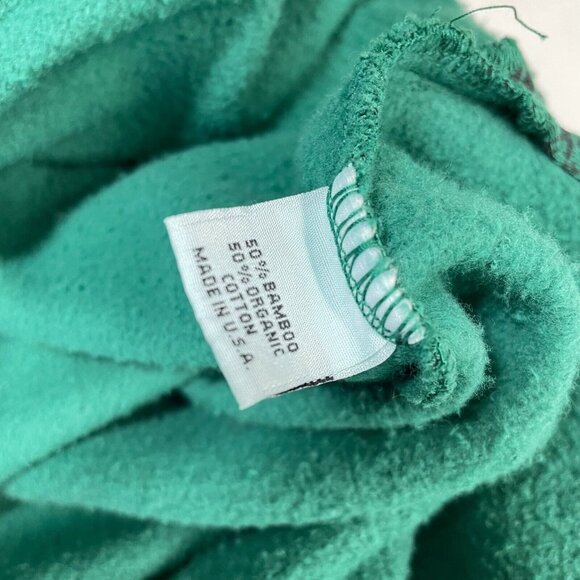 50% BAMBOO
50% ORGANIC
COTTON
MADE IN U.S.A.